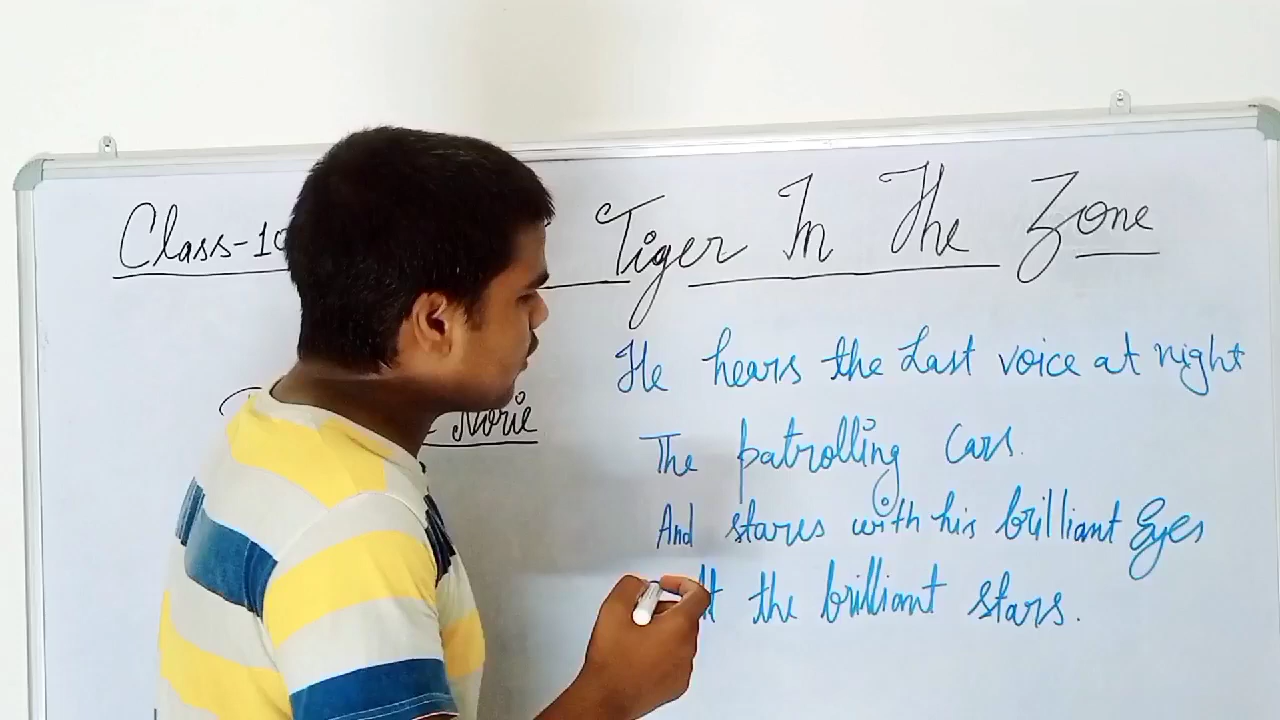 Class-10 Tiger In The Zone
He hears the Last voice at night
Norie
The patrolling Cars.
And stares with his brilliant Eyes
At the brilliant stars.